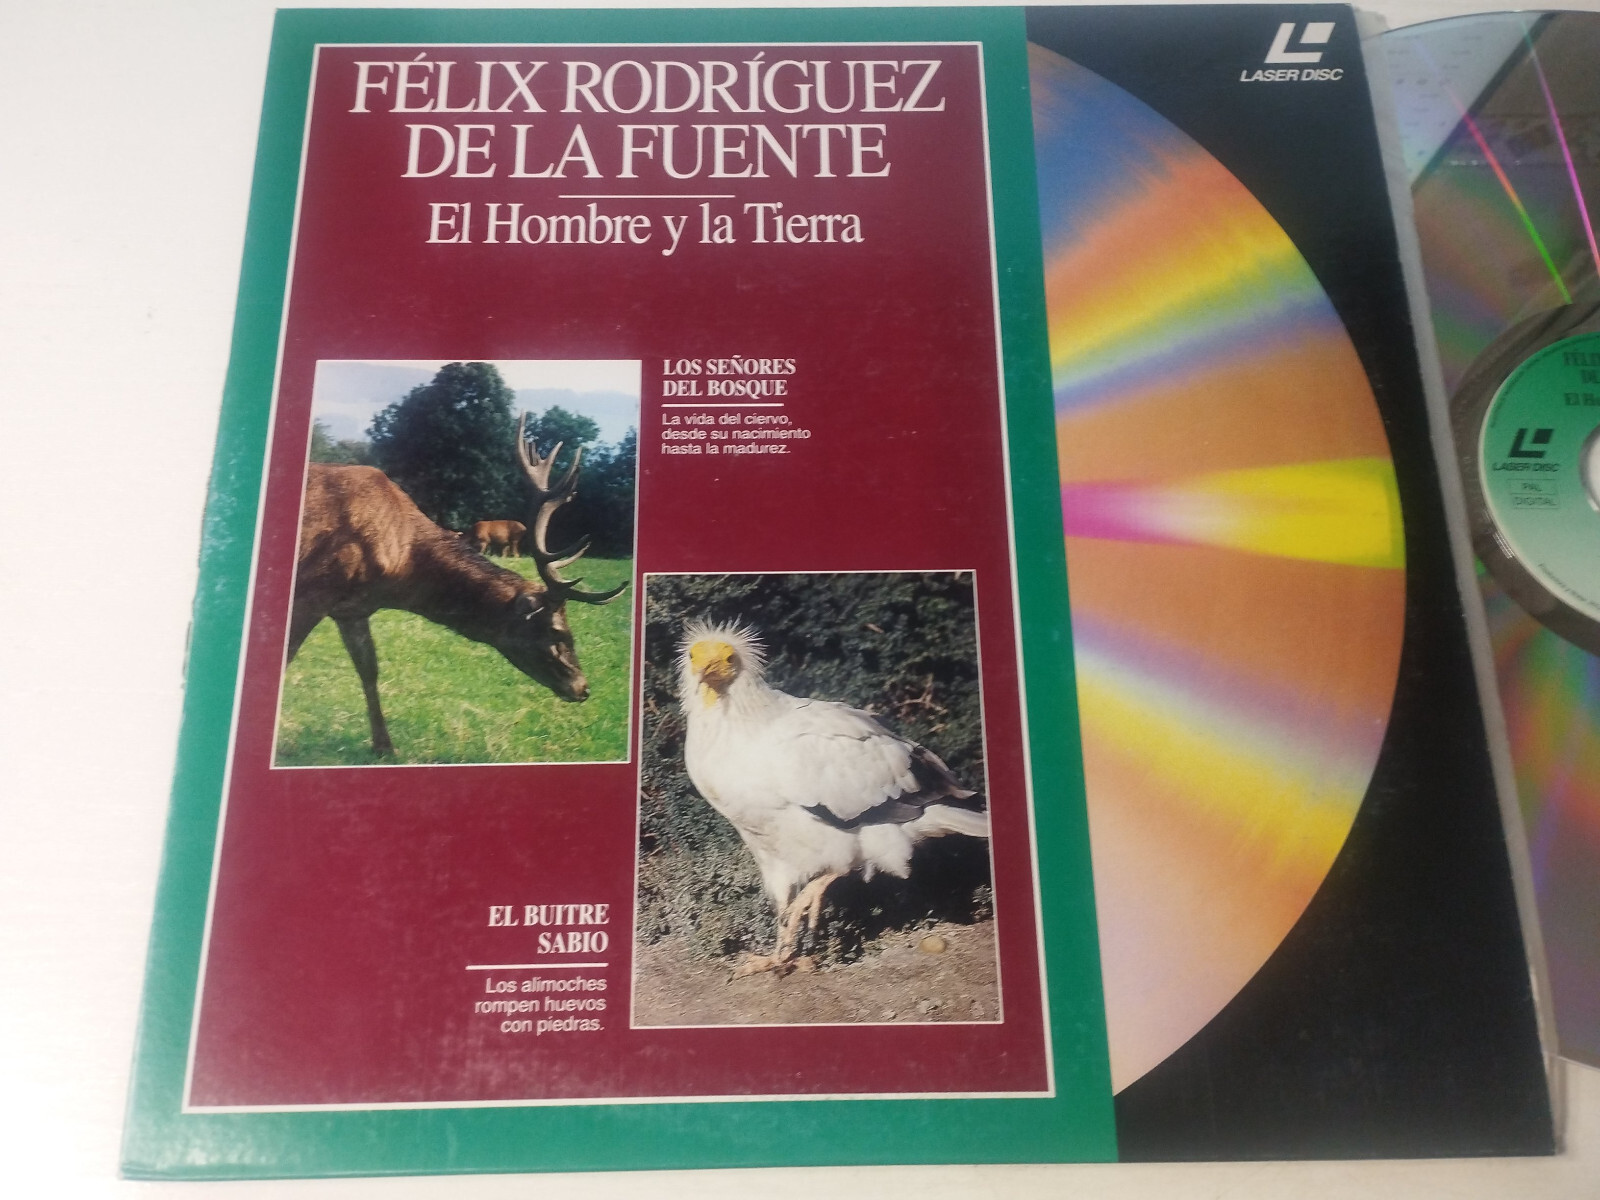 FÉLIX RODRÍGUEZ
DE LA FUENTE
El Hombre y la Tierra
LASER DISC
LOS SEÑORES
DEL BOSQUE
La vida del ciervo,
desde su nacimiento
hasta la madurez.
EL BUITRE
SABIO
Los alimoches
rompen huevos
con piedras.
LASER DISC
PAL
DIGITAL